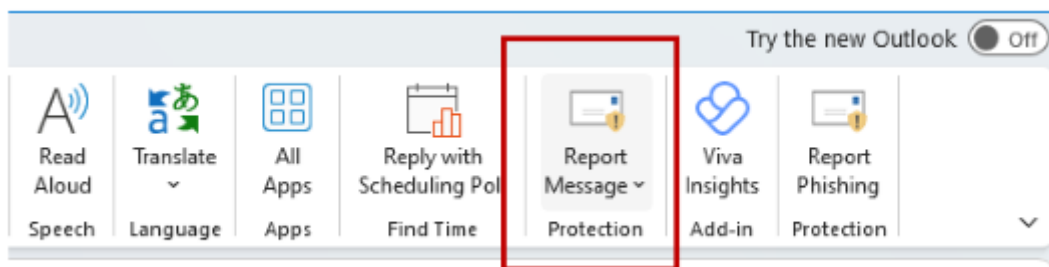 Try the new Outlook Off
Read Aloud
Translate
All Apps
Reply with Scheduling Pol
Report Message
Viva Insights
Report Phishing
Speech
Language
Apps
Find Time
Protection
Add-in
Protection